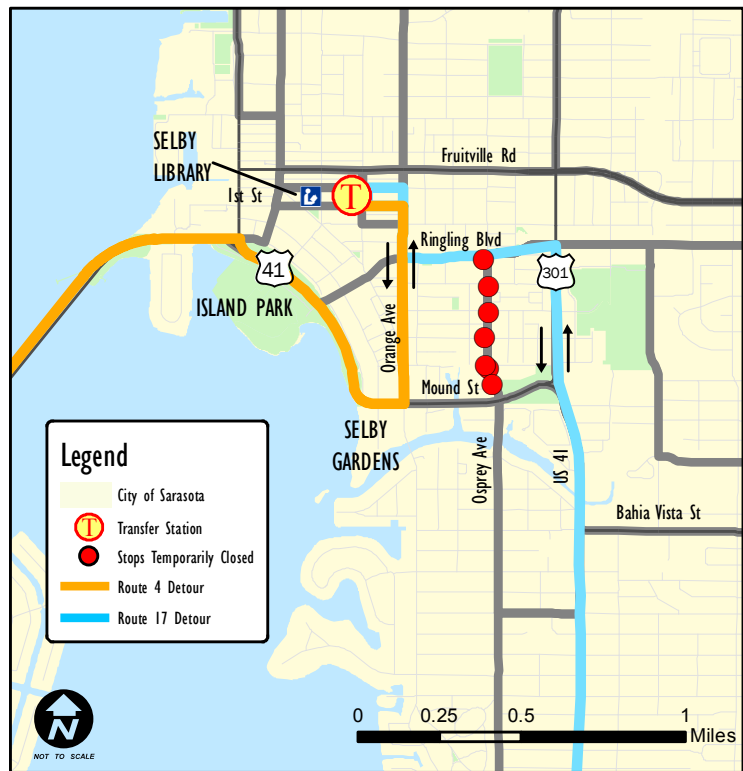 SELBY
LIBRARY
Fruitville Rd
1st St
T
Ringling Blvd
41
301
ISLAND PARK
Orange Ave
Mound St
SELBY
GARDENS
Osprey Ave
US 41
Bahia Vista St
Legend
City of Sarasota
T
Transfer Station
Stops Temporarily Closed
Route 4 Detour
Route 17 Detour
N
NOT TO SCALE
0 0.25 0.5 1
Miles